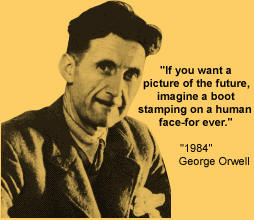 "If you want a
picture of the future,
imagine a boot
stamping on a human
face-for ever."
"1984"
George Orwell